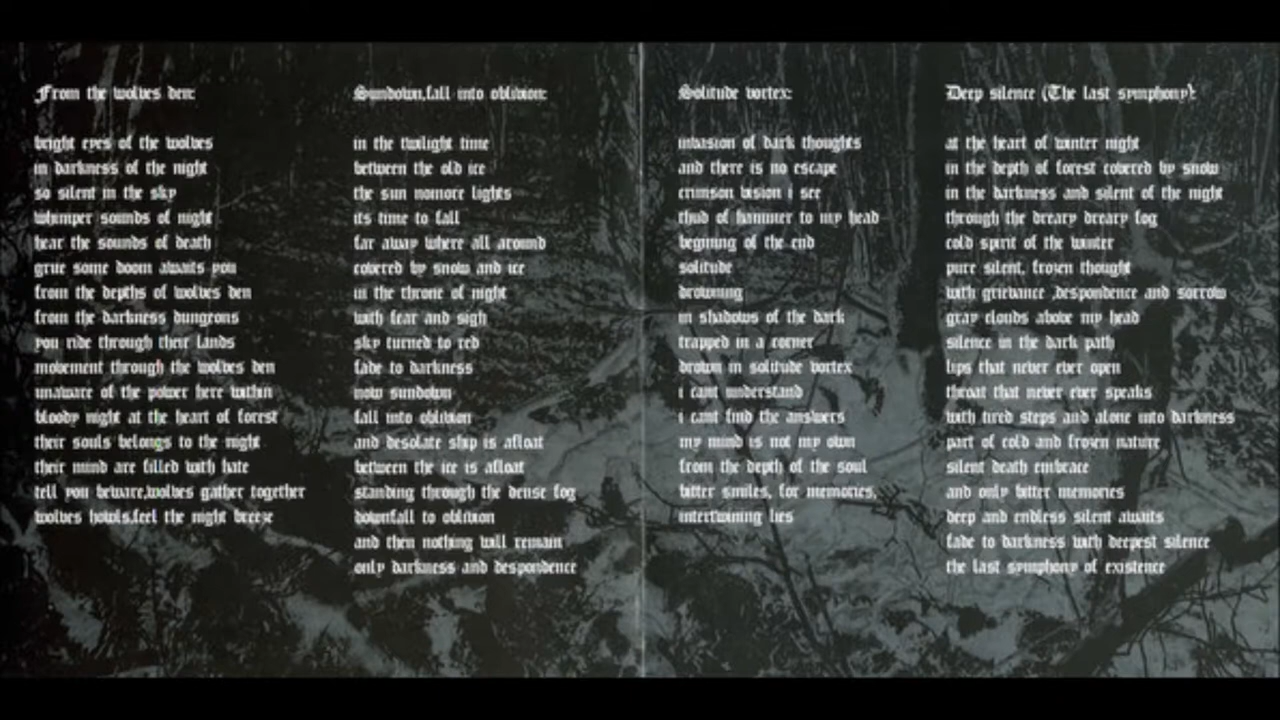 From the wolves den:
bright eyes of the wolves
in darkness of the night
so silent in the sky
whimper sounds of night
hear the sounds of death
grue some doom awaits you
from the depths of wolves den
from the darkness dungeons
you ride through their lands
movement through the wolves den
unaware of the power here within
bloody night at the heart of forest
their souls belongs to the night
their mind are filled with hate
tell you beware,wolves gather together
wolves howls,feel the night breeze
Sundown,fall into oblivion:
in the twilight time
between the old ice
the sun nomore lights
its time to fall
far away where all around
covered by snow and ice
in the throne of night
with fear and sigh
sky turned to red
fade to darkness
now sundown
fall into oblivion
and desolate ship is afloat
between the ice is afloat
standing through the dense fog
downfall to oblivion
and then nothing will remain
only darkness and despondence
Solitude vortex:
invasion of dark thoughts
and there is no escape
crimson vision i see
thud of hammer to my head
begining of the end
solitude
drowning
in shadows of the dark
trapped in a corner
drown in solitude vortex
i cant understand
i cant find the answers
my mind is not my own
from the depth of the soul
bitter smiles, for memories,
intertwining lies
Deep silence (The last symphony):
at the heart of winter night
in the depth of forest covered by snow
in the darkness and silent of the night
through the dreary dreary fog
cold spirit of the winter
pure silent, frozen thought
with grievance ,despondence and sorrow
gray clouds above my head
silence in the dark path
lips that never ever open
throat that never ever speaks
with tired steps and alone into darkness
part of cold and frozen nature
silent death embrace
and only bitter memories
deep and endless silent awaits
fade to darkness with deepest silence
the last symphony of existence